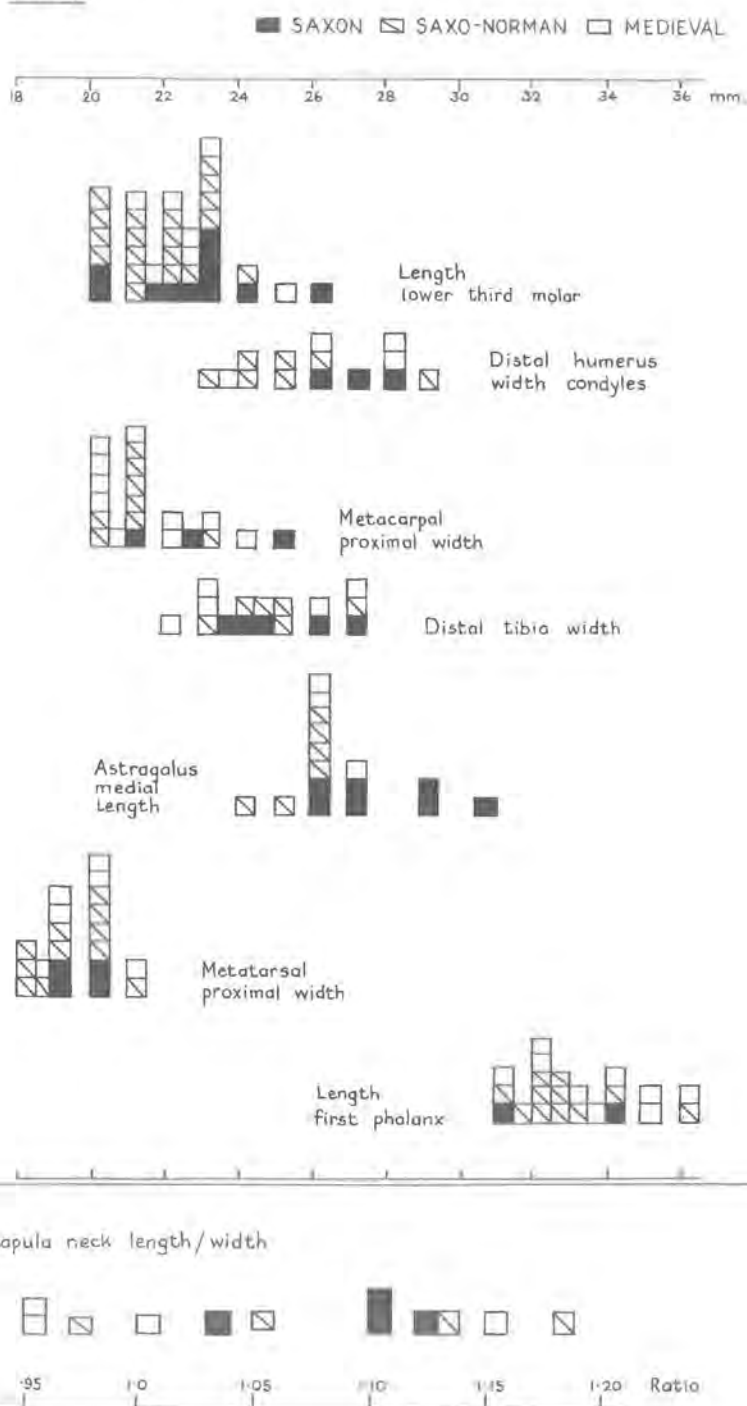 SAXON SAXO-NORMAN MEDIEVAL
18 20 22 24 26 28 30 32 34 36 mm.
Length
lower third molar
Distal humerus
width condyles
Metacarpal
proximal width
Distal tibia width
Astragalus
medial
Length
Metatarsal
proximal width
Length
first phalanx
apula neck length/width
·95 1·0 1·05 1·10 1·15 1·20 Ratio